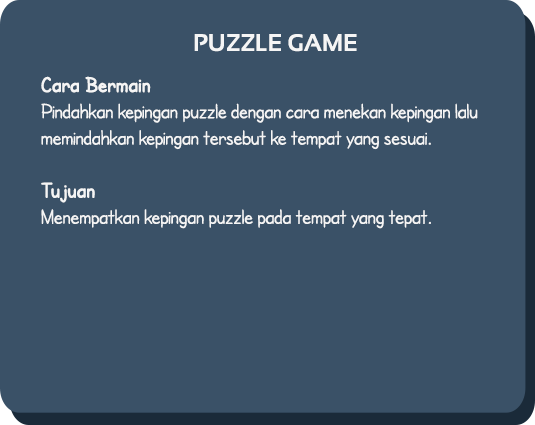 PUZZLE GAME
Cara Bermain
Pindahkan kepingan puzzle dengan cara menekan kepingan lalu
memindahkan kepingan tersebut ke tempat yang sesuai.
Tujuan
Menempatkan kepingan puzzle pada tempat yang tepat.